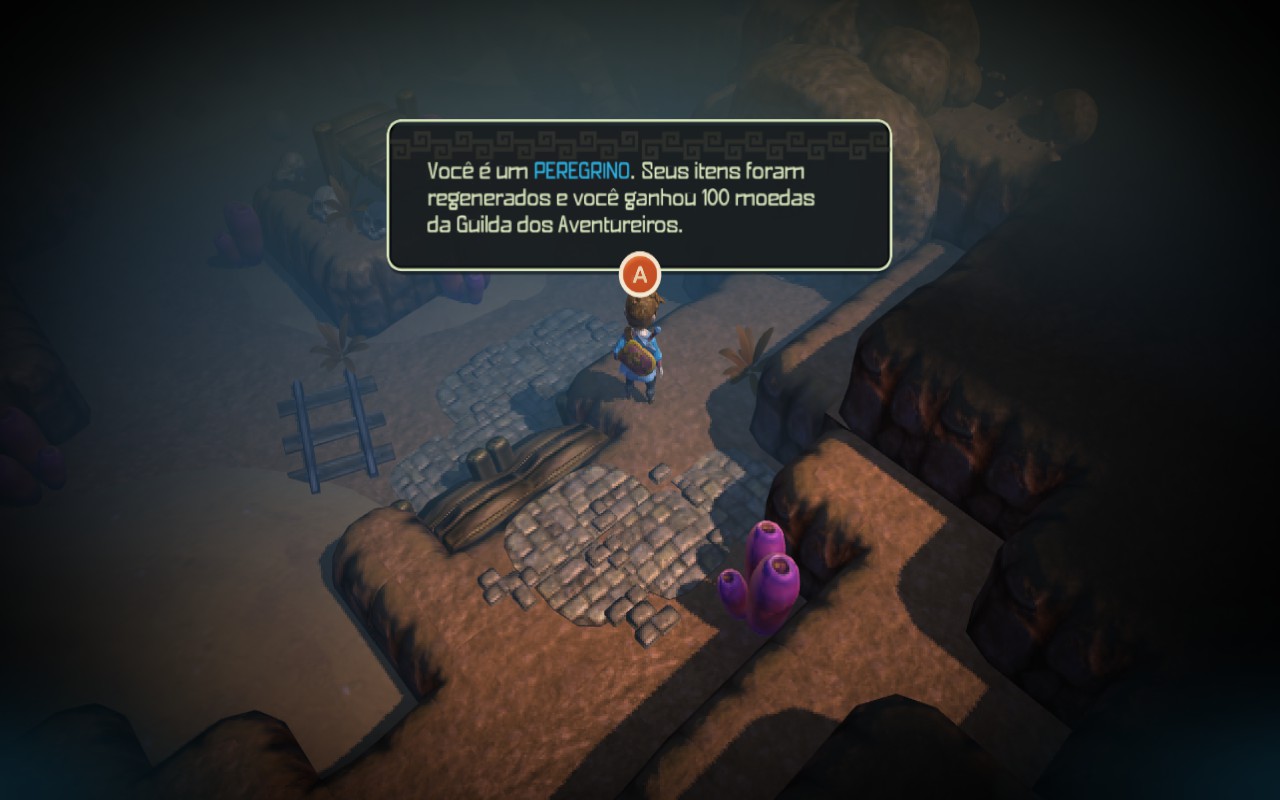 Você é um PEREGRINO. Seus itens foram
regenerados e você ganhou 100 moedas
da Guilda dos Aventureiros.
A